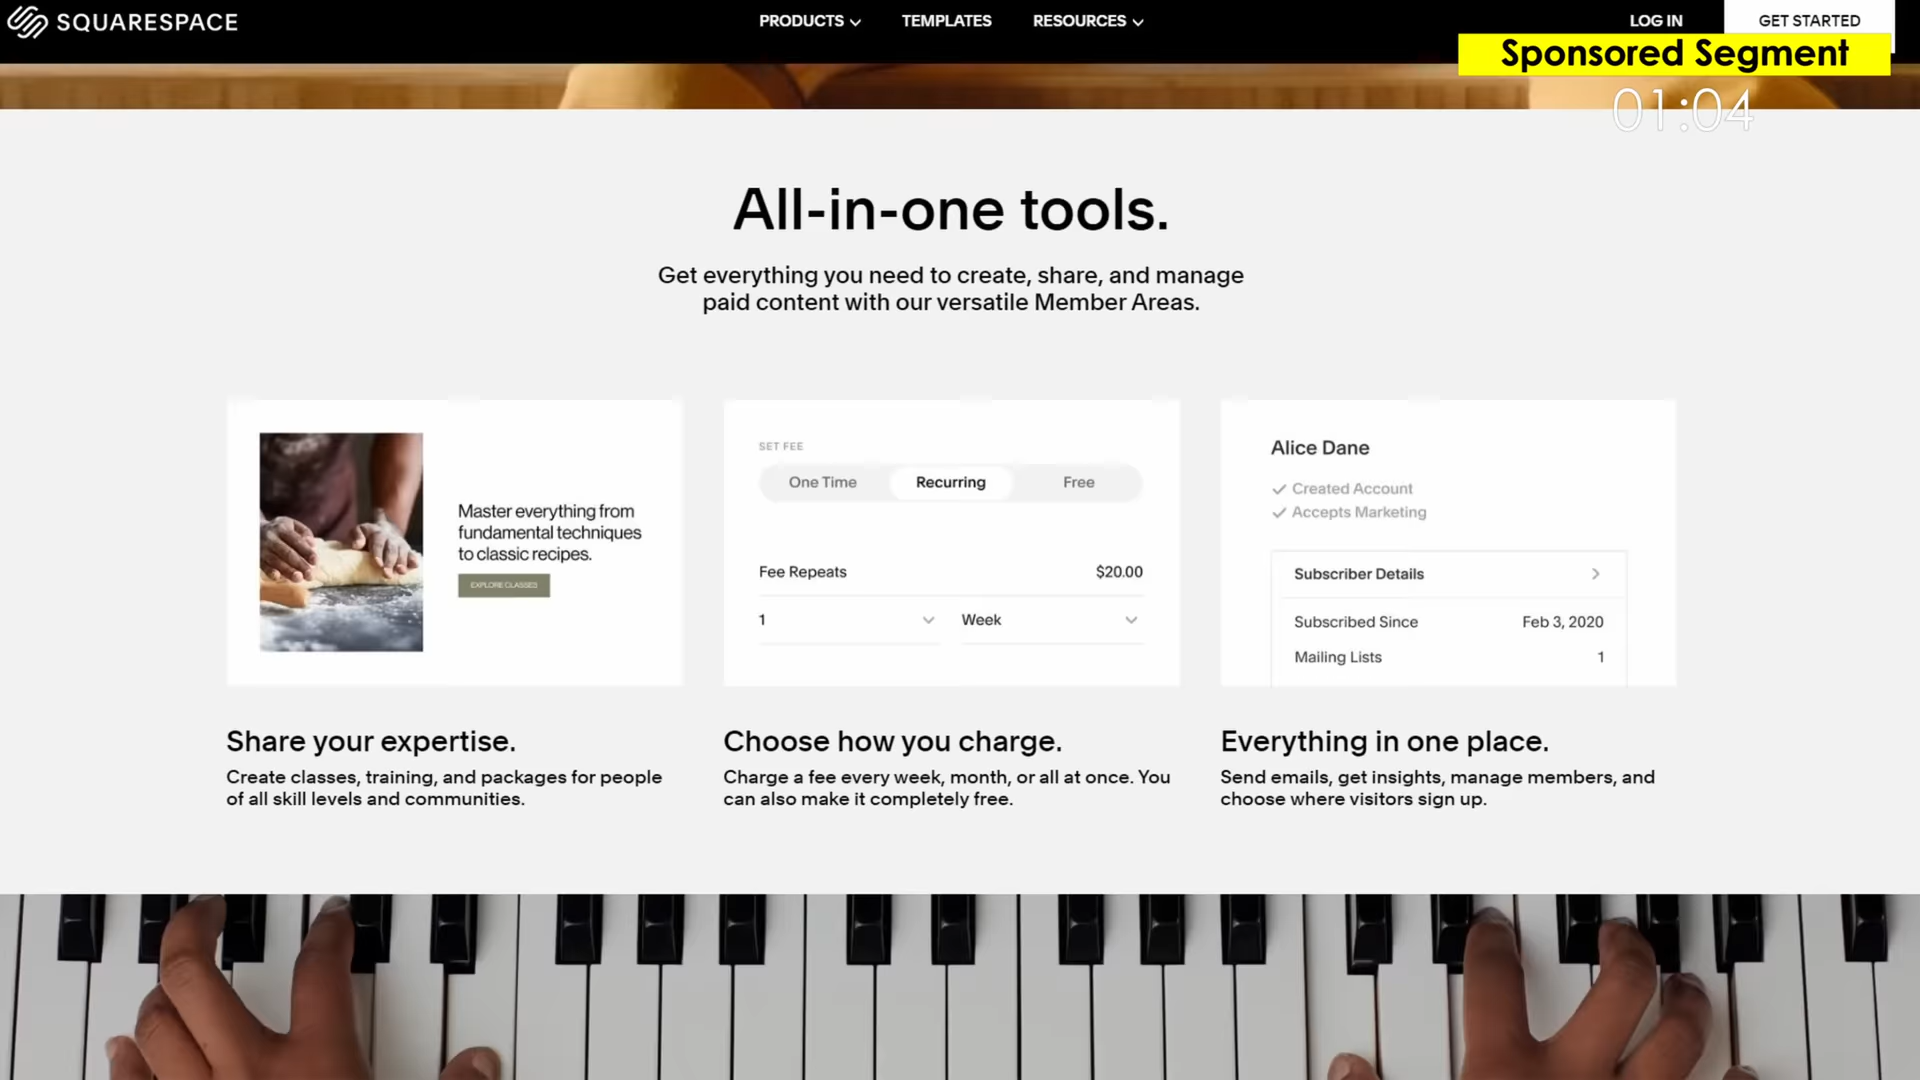 SQUARESPACE
PRODUCTS
TEMPLATES
RESOURCES
LOG IN
GET STARTED
Sponsored Segment
01:04
All-in-one tools.
Get everything you need to create, share, and manage
paid content with our versatile Member Areas.
Master everything from
fundamental techniques
to classic recipes.
EXPLORE CLASSES
SET FEE
One Time
Recurring
Free
Fee Repeats
$20.00
1
Week
Alice Dane
Created Account
Accepts Marketing
Subscriber Details
Subscribed Since
Feb 3, 2020
Mailing Lists
1
Share your expertise.
Create classes, training, and packages for people
of all skill levels and communities.
Choose how you charge.
Charge a fee every week, month, or all at once. You
can also make it completely free.
Everything in one place.
Send emails, get insights, manage members, and
choose where visitors sign up.